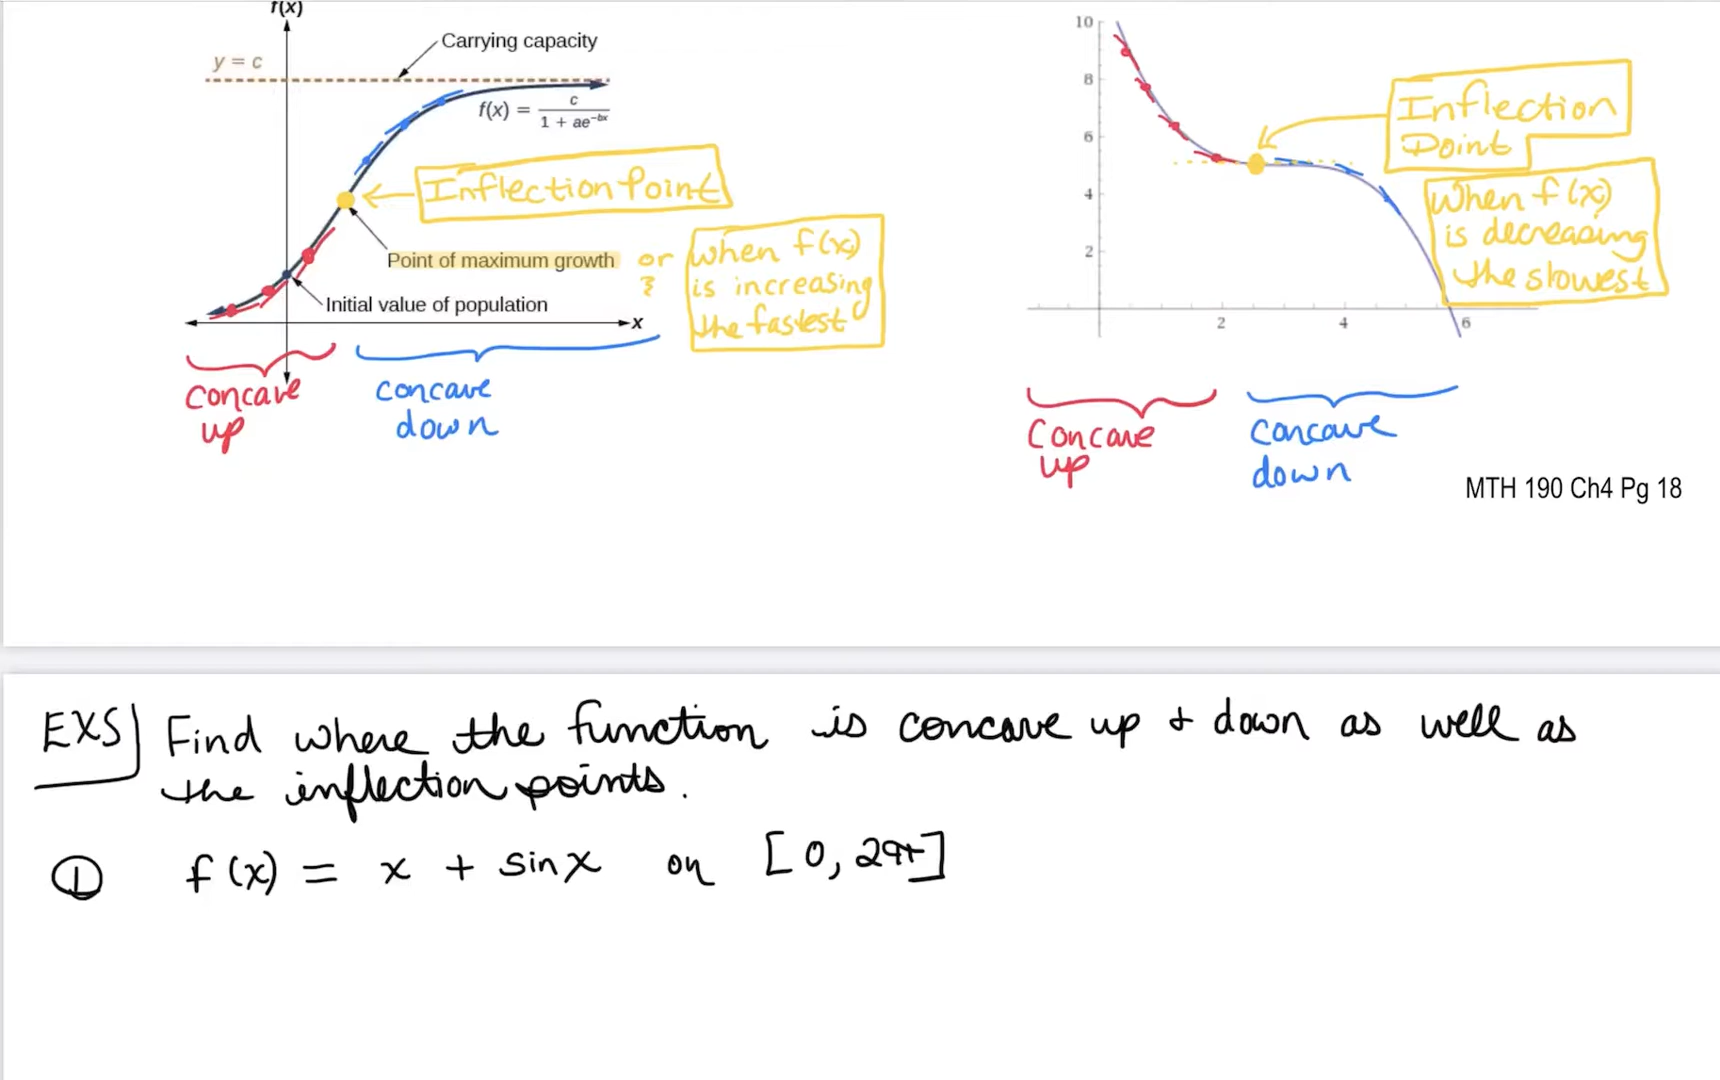 f(x)
Carrying capacity
y = c
f(x) = c / 1 + ae^{-bx}
Inflection Point
Point of maximum growth
or
when f(x)
is increasing
the fastest
Initial value of population
x
concave
up
concave
down
10
8
6
4
2
2
4
6
Inflection
Point
When f(x)
is decreasing
the slowest
Concave
up
Concave
down
MTH 190 Ch4 Pg 18
EXS Find where the function is concave up + down as well as
the inflection points.
① f(x) = x + sinx on [0, 2π]